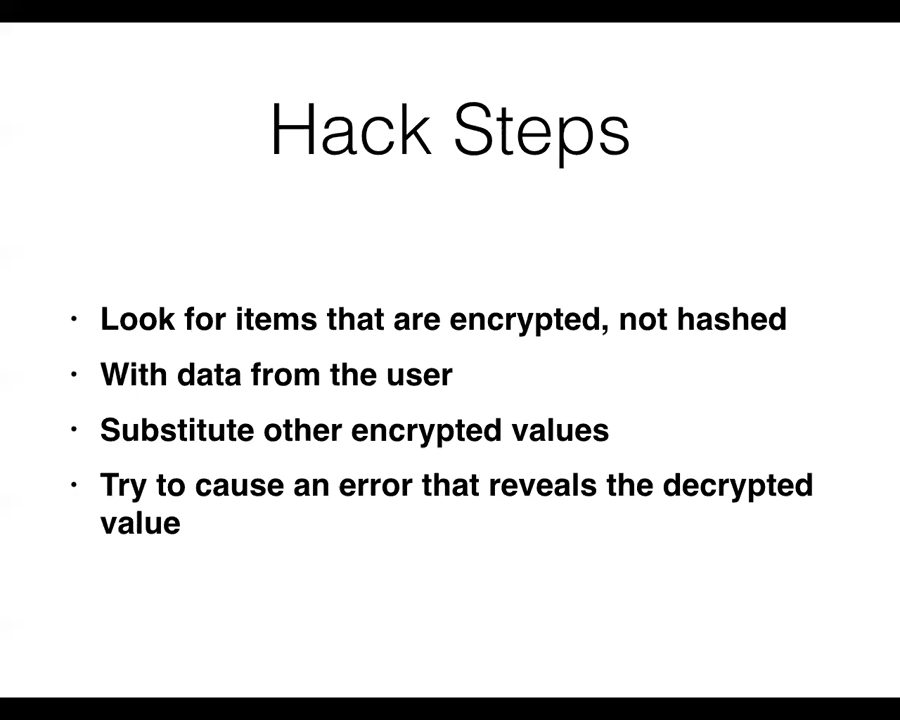 Hack Steps
• Look for items that are encrypted, not hashed
• With data from the user
• Substitute other encrypted values
• Try to cause an error that reveals the decrypted
value